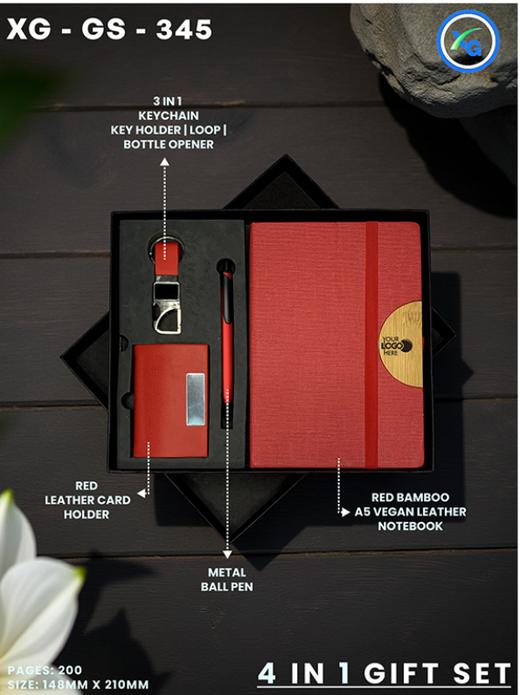 XG - GS - 345
XG
3 IN 1
KEYCHAIN
KEY HOLDER | LOOP |
BOTTLE OPENER
YOUR
LOGO
HERE
RED
LEATHER CARD
HOLDER
RED BAMBOO
A5 VEGAN LEATHER
NOTEBOOK
METAL
BALL PEN
PAGES: 200
SIZE: 148MM X 210MM
4 IN 1 GIFT SET